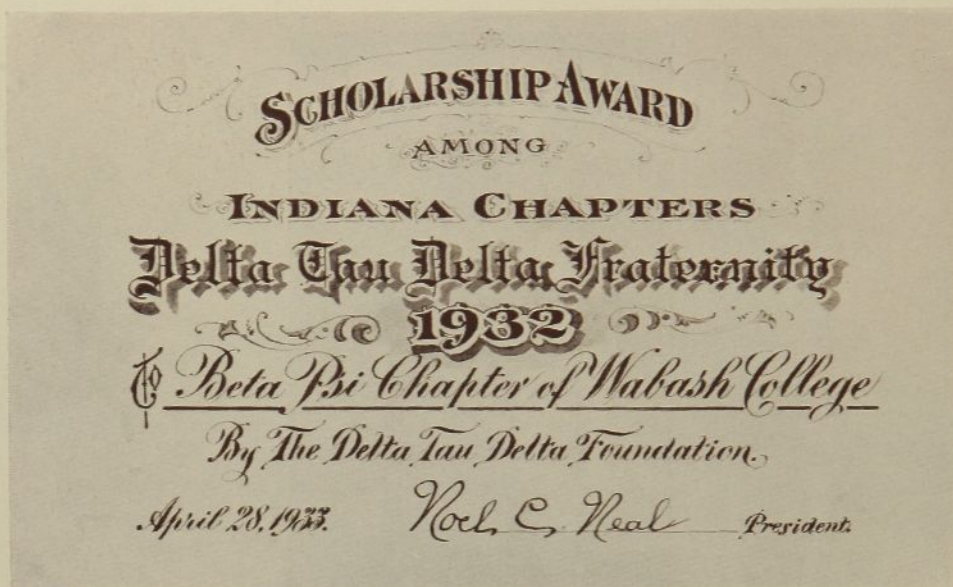 SCHOLARSHIP AWARD
AMONG
INDIANA CHAPTERS
Delta Tau Delta Fraternity
1932
To Beta Psi Chapter of Wabash College
By The Delta Tau Delta Foundation.
April 28, 1933. Noel C. Neal President.